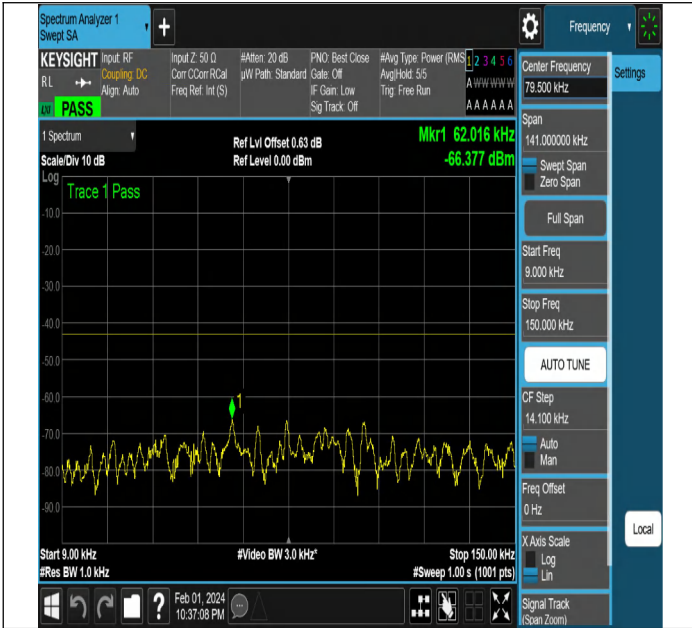 Spectrum Analyzer 1
Swept SA
+
Frequency
KEYSIGHT
Input: RF
Coupling: DC
Align: Auto
Input Z: 50 Ω
Corr CCorr RCal
Freq Ref: Int (S)
#Atten: 20 dB
µW Path: Standard
PNO: Best Close
Gate: Off
IF Gain: Low
Sig Track: Off
#Avg Type: Power (RMS
Avg|Hold: 5/5
Trig: Free Run
1 2 3 4 5 6
A W W W W W
A A A A A A
RL
LXI
PASS
1 Spectrum
Scale/Div 10 dB
Ref Lvl Offset 0.63 dB
Ref Level 0.00 dBm
Mkr1 62.016 kHz
-66.377 dBm
Log
Trace 1 Pass
-10.0
-20.0
-30.0
-40.0
-50.0
-60.0
-70.0
-80.0
-90.0
1
Start 9.00 kHz
#Res BW 1.0 kHz
#Video BW 3.0 kHz*
Stop 150.00 kHz
#Sweep 1.00 s (1001 pts)
?
Feb 01, 2024
10:37:08 PM
Center Frequency
79.500 kHz
Settings
Span
141.000000 kHz
Swept Span
Zero Span
Full Span
Start Freq
9.000 kHz
Stop Freq
150.000 kHz
AUTO TUNE
CF Step
14.100 kHz
Auto
Man
Freq Offset
0 Hz
Local
X Axis Scale
Log
Lin
Signal Track
(Span Zoom)